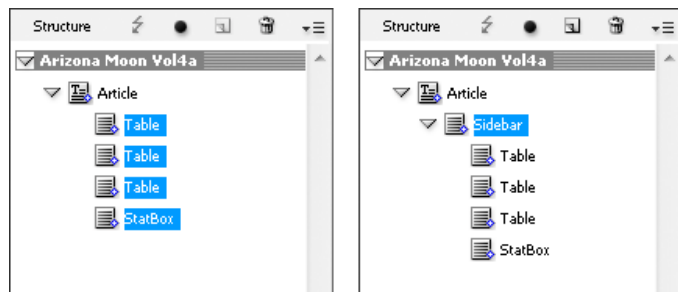 Structure
Arizona Moon Vol4a
Article
Table
Table
Table
StatBox
Structure
Arizona Moon Vol4a
Article
Sidebar
Table
Table
Table
StatBox